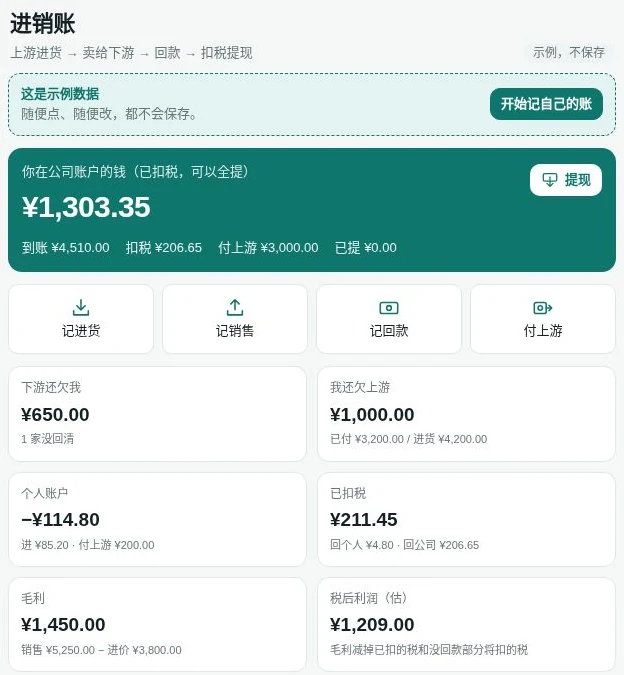 进销账
上游进货 → 卖给下游 → 回款 → 扣税提现
示例，不保存
这是示例数据
随便点、随便改，都不会保存。
开始记自己的账
你在公司账户的钱（已扣税，可以全提）
提现
¥1,303.35
到账 ¥4,510.00 扣税 ¥206.65 付上游 ¥3,000.00 已提 ¥0.00
记进货
记销售
记回款
付上游
下游还欠我
¥650.00
1 家没回清
我还欠上游
¥1,000.00
已付 ¥3,200.00 / 进货 ¥4,200.00
个人账户
−¥114.80
进 ¥85.20 · 付上游 ¥200.00
已扣税
¥211.45
回个人 ¥4.80 · 回公司 ¥206.65
毛利
¥1,450.00
销售 ¥5,250.00 − 进价 ¥3,800.00
税后利润（估）
¥1,209.00
毛利减掉已扣的税和没回款部分将扣的税